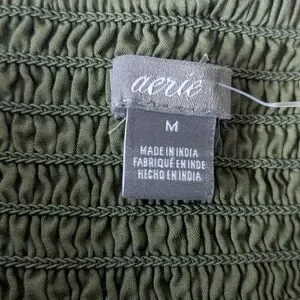 aerie
M
MADE IN INDIA
FABRIQUÉ EN INDE
HECHO EN INDIA